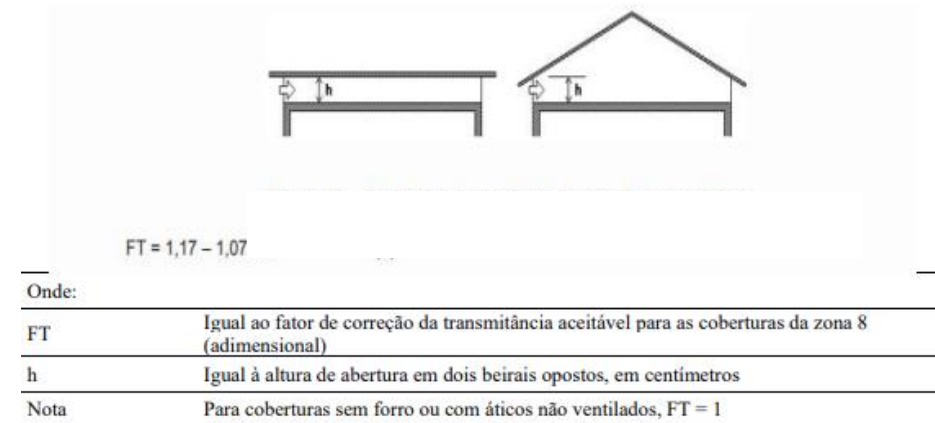 h
h
FT = 1,17 – 1,07
Onde:
FT
Igual ao fator de correção da transmitância aceitável para as coberturas da zona 8
(adimensional)
h
Igual à altura de abertura em dois beirais opostos, em centímetros
Nota
Para coberturas sem forro ou com áticos não ventilados, FT = 1